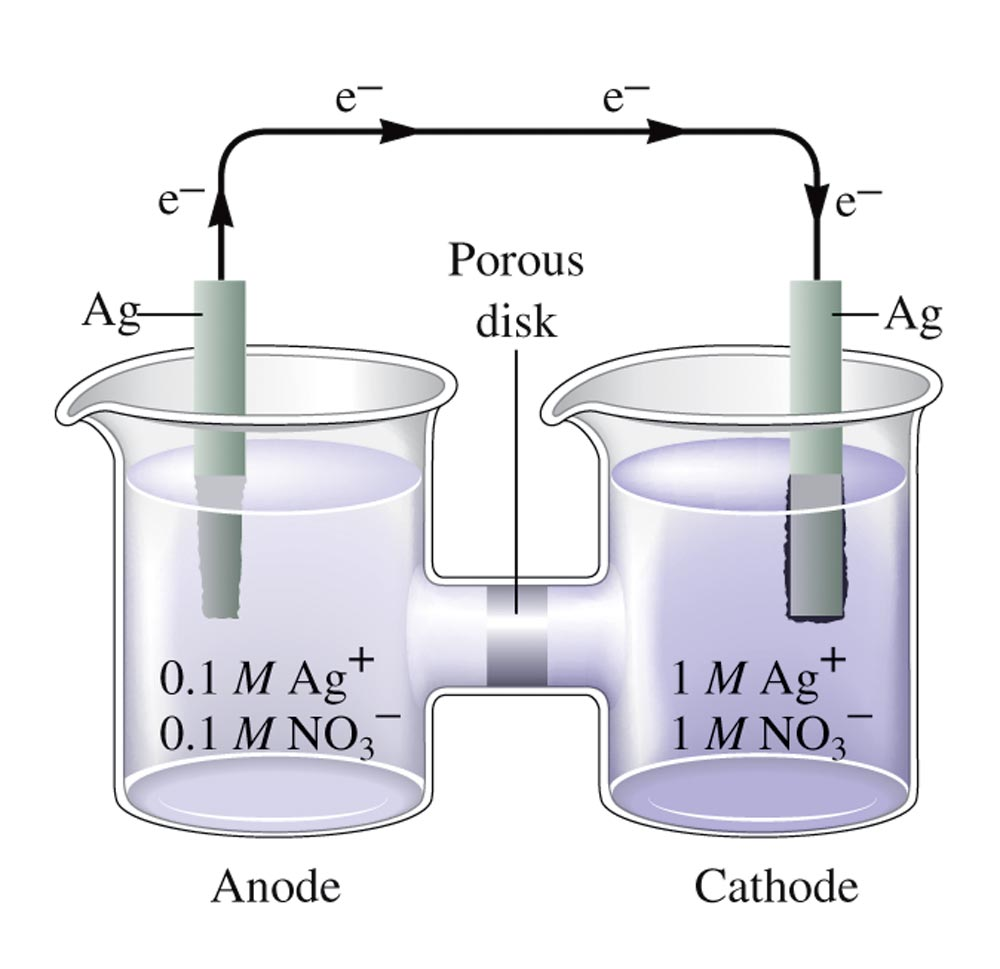 e⁻ e⁻
e⁻ e⁻
Porous
disk
Ag Ag
0.1 M Ag⁺
0.1 M NO₃⁻
1 M Ag⁺
1 M NO₃⁻
Anode
Cathode